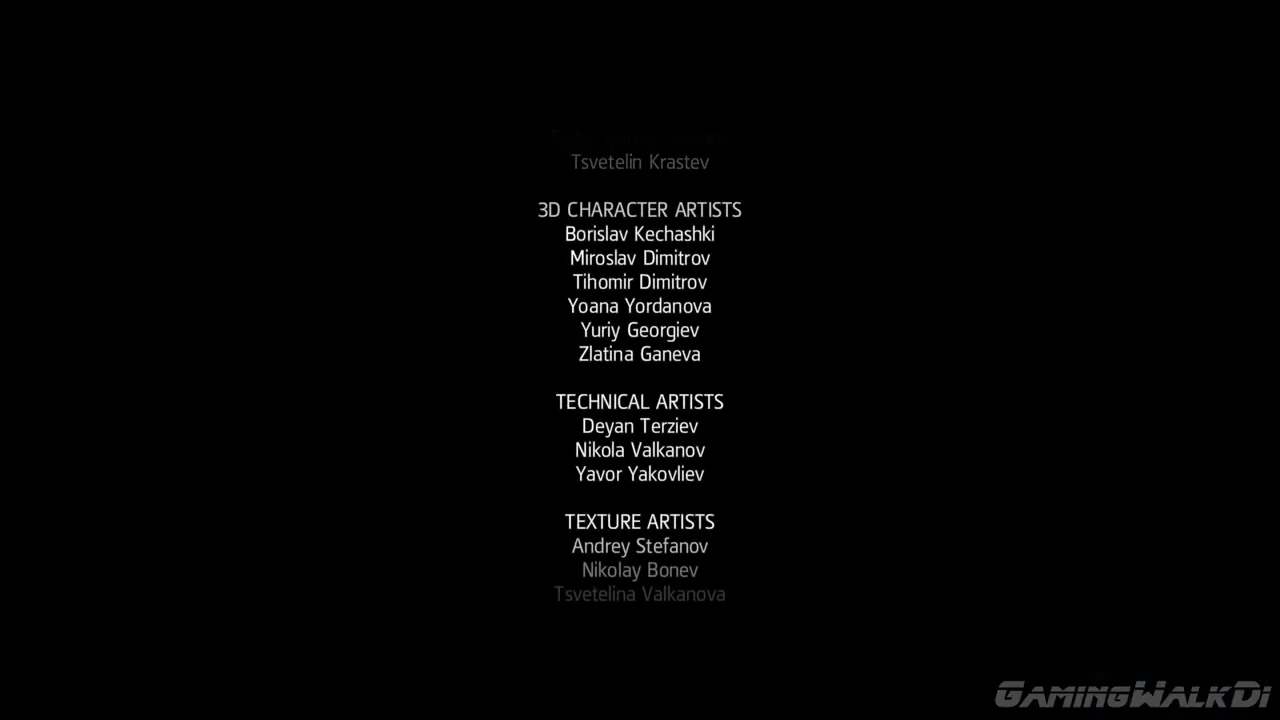 Tsvetelin Krastev
3D CHARACTER ARTISTS
Borislav Kechashki
Miroslav Dimitrov
Tihomir Dimitrov
Yoana Yordanova
Yuriy Georgiev
Zlatina Ganeva
TECHNICAL ARTISTS
Deyan Terziev
Nikola Valkanov
Yavor Yakovliev
TEXTURE ARTISTS
Andrey Stefanov
Nikolay Bonev
Tsvetelina Valkanova
GamingWalkDi